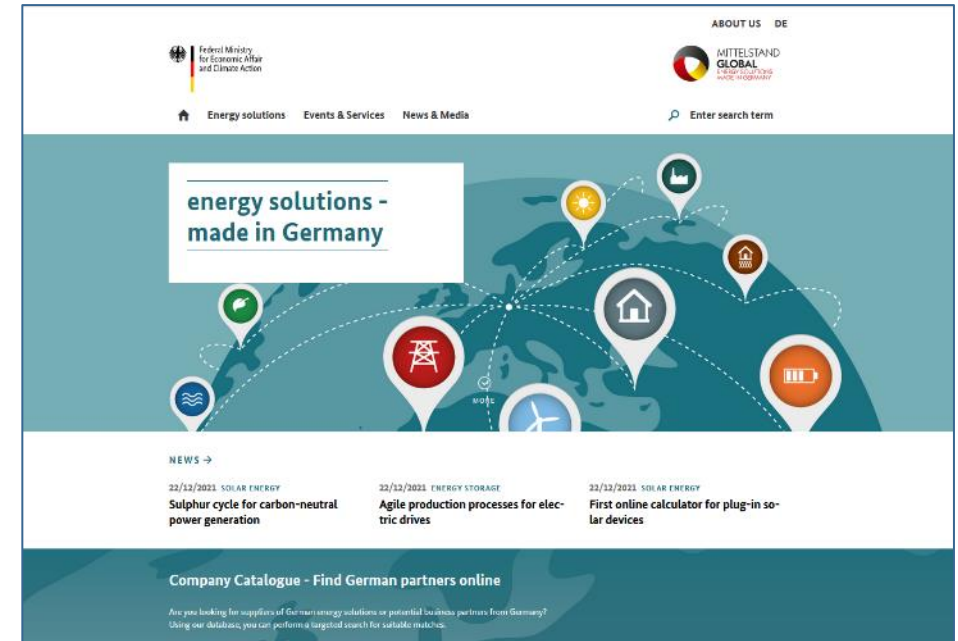 ABOUT US DE
Federal Ministry
for Economic Affair
and Climate Action
MITTELSTAND
GLOBAL
ENERGY SOLUTIONS
MADE IN GERMANY
Energy solutions Events & Services News & Media Enter search term
energy solutions -
made in Germany
MORE
NEWS →
22/12/2021 SOLAR ENERGY 22/12/2021 ENERGY STORAGE 22/12/2021 SOLAR ENERGY
Sulphur cycle for carbon-neutral Agile production processes for elec- First online calculator for plug-in so-
power generation tric drives lar devices
Company Catalogue - Find German partners online
Are you looking for suppliers of German energy solutions or potential business partners from Germany?
Using our database, you can perform a targeted search for suitable matches.